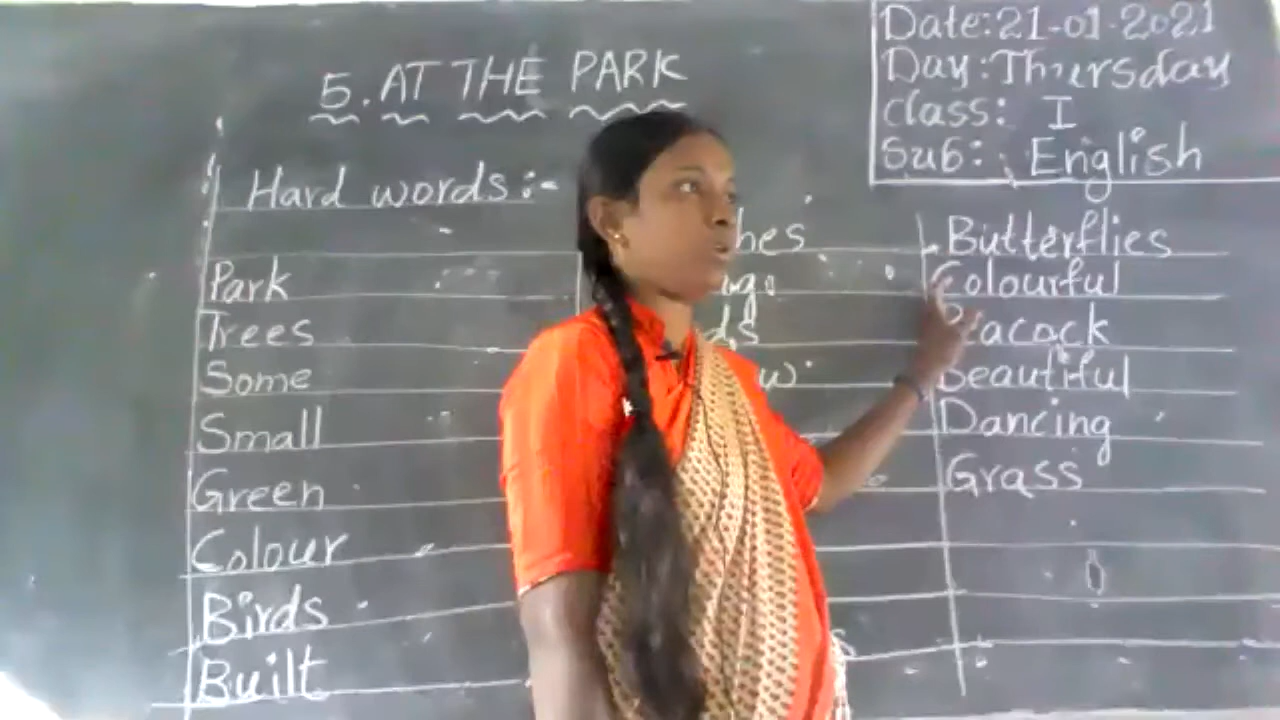 Date:21-01-2021
Day:Thursday
class: I
Sub: English
5. AT THE PARK
Hard words:-
Park
Trees
Some
Small
Green
Colour
Birds
Built
Butterflies
Colourful
Peacock
Beautiful
Dancing
Grass